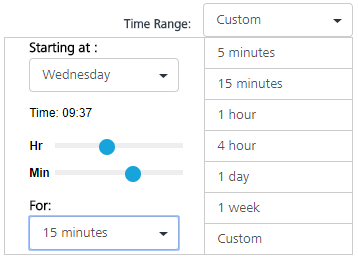 Time Range: Custom
Starting at :
Wednesday
Time: 09:37
Hr
Min
For:
15 minutes
5 minutes
15 minutes
1 hour
4 hour
1 day
1 week
Custom